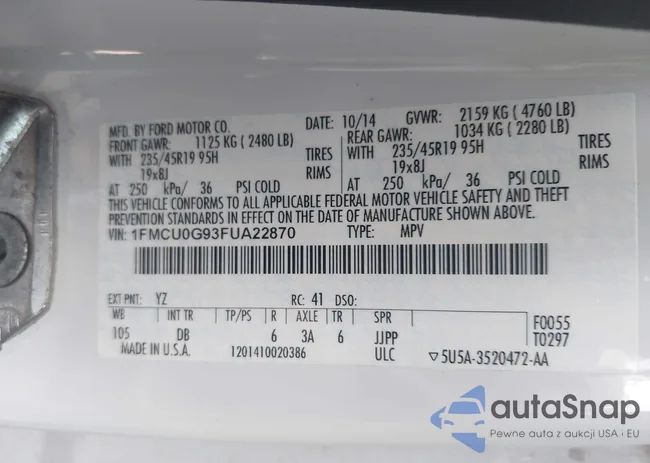 MFD. BY FORD MOTOR CO. DATE: 10/14 GVWR: 2159 KG ( 4760 LB)
FRONT GAWR: 1125 KG ( 2480 LB) REAR GAWR: 1034 KG ( 2280 LB)
WITH 235/45R19 95H TIRES WITH 235/45R19 95H TIRES
19x8J RIMS 19x8J RIMS
AT 250 kPa/ 36 PSI COLD AT 250 kPa/ 36 PSI COLD
THIS VEHICLE CONFORMS TO ALL APPLICABLE FEDERAL MOTOR VEHICLE SAFETY AND THEFT
PREVENTION STANDARDS IN EFFECT ON THE DATE OF MANUFACTURE SHOWN ABOVE.
VIN: 1FMCU0G93FUA22870 TYPE: MPV
EXT PNT: YZ RC: 41 DSO:
WB INT TR TP/PS R AXLE TR SPR F0055
105 DB 6 3A 6 JJPP T0297
MADE IN U.S.A. 1201410020386 ULC ▽5U5A-3520472-AA
autaSnap
Pewne auta z aukcji USA i EU